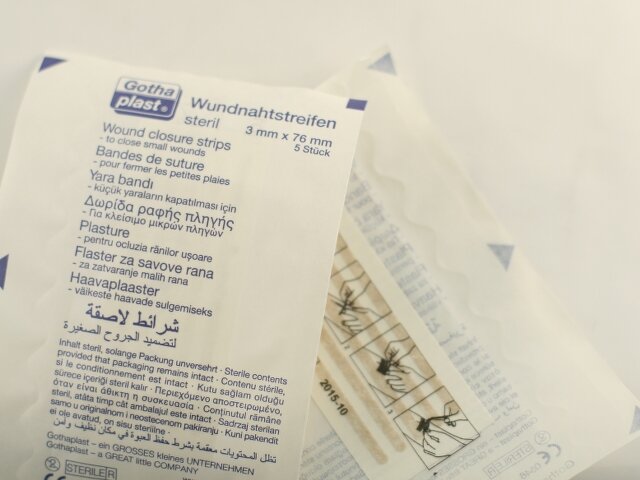 Gotha
plast®
Wundnahtstreifen
steril
3 mm x 76 mm
5 Stück
Wound closure strips
- to close small wounds
Bandes de suture
- pour fermer les petites plaies
Yara bandı
- küçük yaraların kapatılması için
Δωρίδα ραφής πληγής
- Για κλείσιμο μικρών πληγών
Plasture
- pentru ocluzia rănilor uşoare
Flaster za savove rana
- za zatvaranje malih rana
Haavaplaaster
- väikeste haavade sulgemiseks
شرائط لاصقة
لتضميد الجروح الصغيرة
Inhalt steril, solange Packung unversehrt - Sterile contents
provided that packaging remains intact - Contenu stérile,
si le conditionnement est intact - Kutu sağlam olduğu
sürece içeriği steril kalır - Περιεχόμενο αποστειρωμένο,
όταν είναι άθικτη η συσκευασία - Conţinutul rămâne
steril, atâta timp cât ambalajul este intact - Sadrzaj sterilan
samo u originalnom i neostecenom pakiranju - Kuni pakendit
ei ole avatud, on sisu steriilne -
تظل المحتويات معقمة بشرط حفظ العبوة في مكان نظيف وآمن
Gothaplast – ein GROSSES kleines UNTERNEHMEN
Gothaplast – a GREAT little COMPANY
STERILE R
2015-10